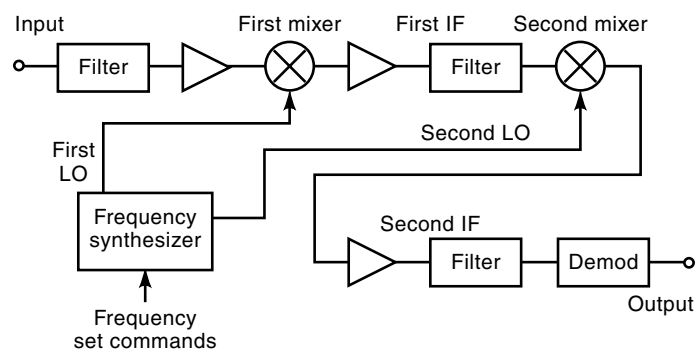 Input
First mixer
First IF
Second mixer
Filter
Filter
First
LO
Second LO
Frequency
synthesizer
Second IF
Filter
Demod
Output
Frequency
set commands